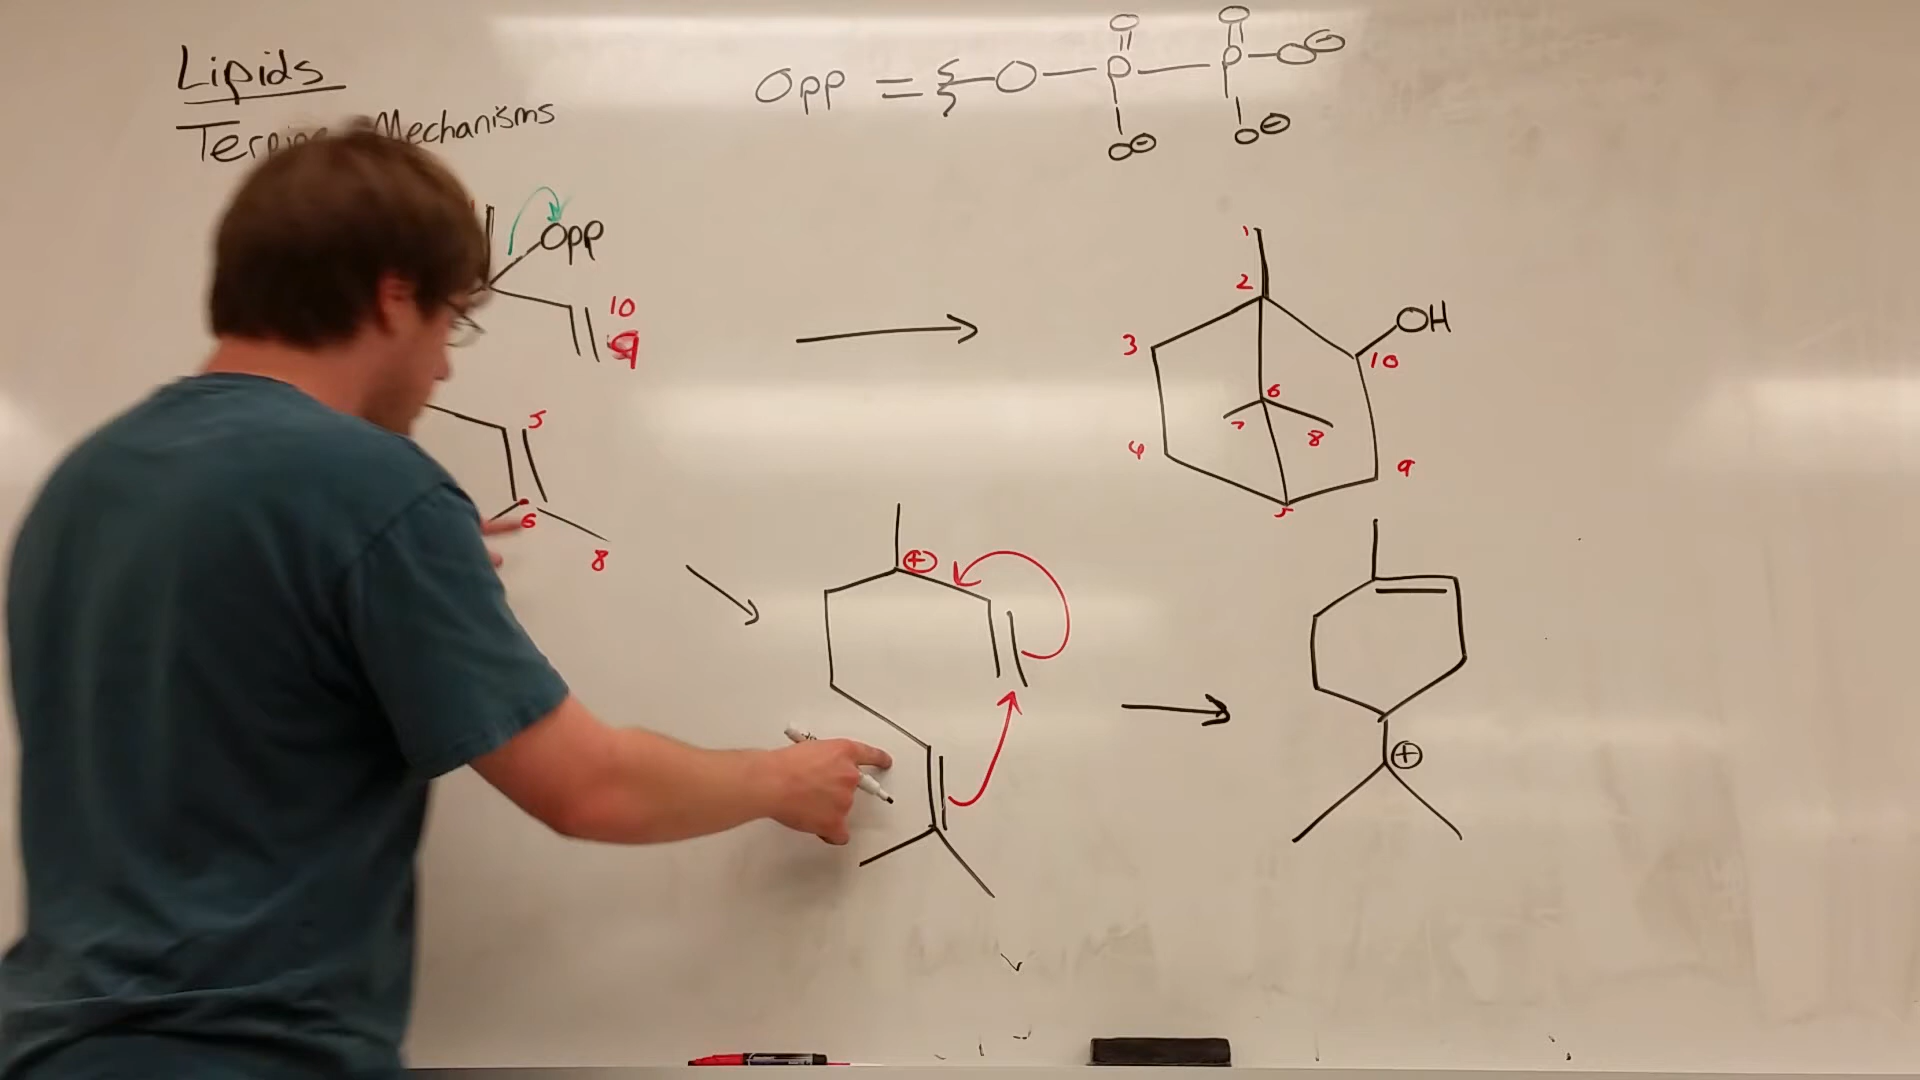 Lipids
Mechanisms
Opp = O — P — P — O⊖
O
O
O⊖
O⊖
Opp
10
9
5
6
8
1
2
3
4
5
6
7
8
9
10
OH
⊕
⊕